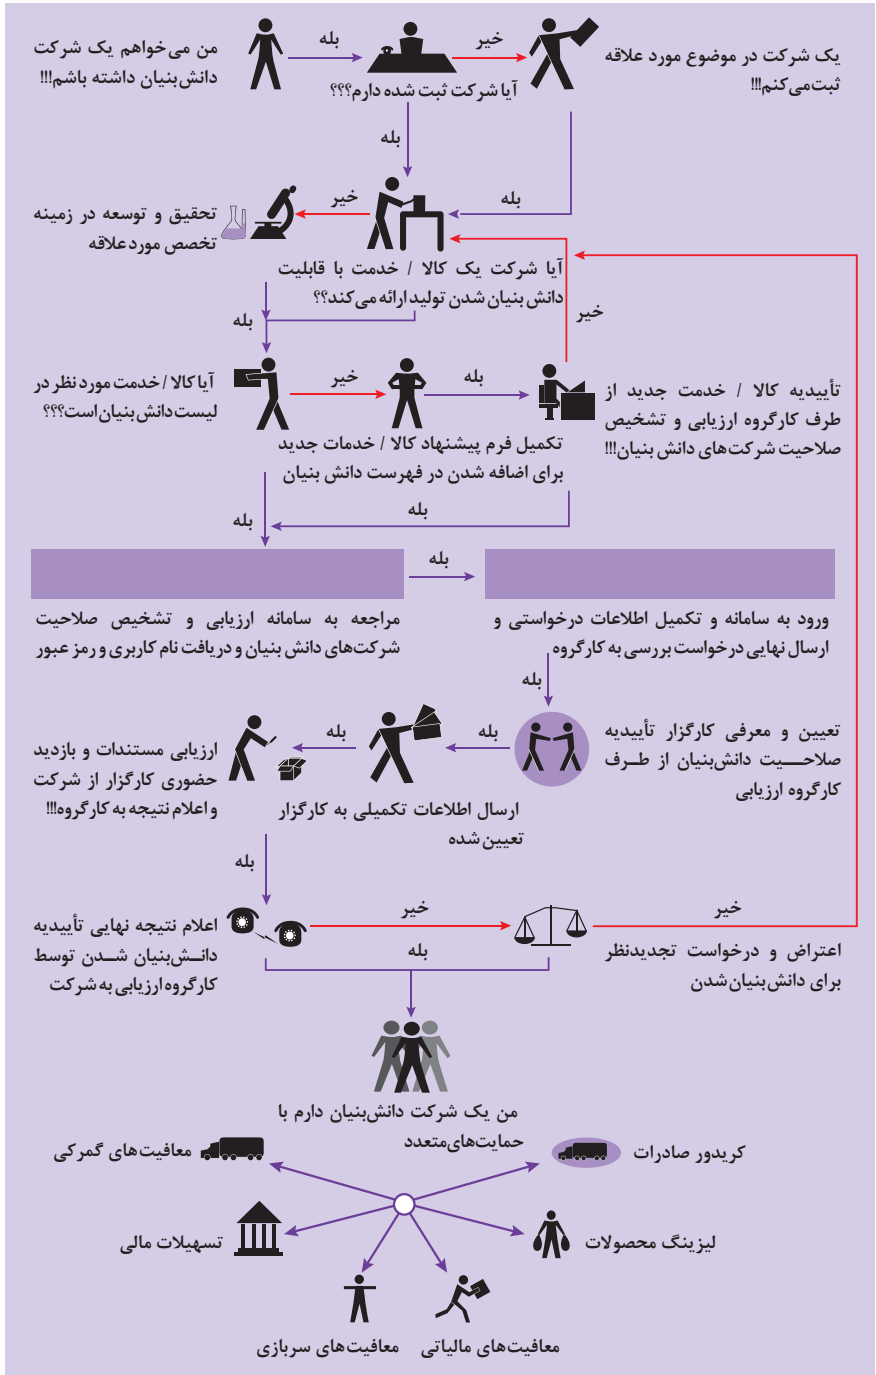 من می‌خواهم یک شرکت
دانش‌بنیان داشته باشم!!!
بله
آیا شرکت ثبت شده دارم؟؟؟
خیر
یک شرکت در موضوع مورد علاقه
ثبت‌می‌کنم!!!
بله
بله
خیر
تحقیق و توسعه در زمینه
تخصص مورد علاقه
آیا شرکت یک کالا / خدمت با قابلیت
دانش‌بنیان شدن تولید ارائه می‌کند؟؟
بله
خیر
آیا کالا / خدمت مورد نظر در
لیست دانش‌بنیان است؟؟؟
خیر
تکمیل فرم پیشنهاد کالا / خدمات جدید
برای اضافه شدن در فهرست دانش بنیان
بله
تأییدیه کالا / خدمت جدید از
طرف کارگروه ارزیابی و تشخیص
صلاحیت شرکت‌های دانش بنیان!!!
بله
بله
بله
مراجعه به سامانه ارزیابی و تشخیص صلاحیت
شرکت‌های دانش بنیان و دریافت نام کاربری و رمز عبور
ورود به سامانه و تکمیل اطلاعات درخواستی و
ارسال نهایی درخواست بررسی به کارگروه
بله
تعیین و معرفی کارگزار تأییدیه
صلاحـــیت دانش‌بنیان از طــرف
کارگروه ارزیابی
بله
ارسال اطلاعات تکمیلی به کارگزار
تعیین شده
بله
ارزیابی مستندات و بازدید
حضوری کارگزار از شرکت
و اعلام نتیجه به کارگروه!!!
بله
اعلام نتیجه نهایی تأییدیه
دانــش‌بنیان شــدن توسط
کارگروه ارزیابی به شرکت
خیر
بله
خیر
اعتراض و درخواست تجدیدنظر
برای دانش‌بنیان‌شدن
من یک شرکت دانش‌بنیان دارم با
حمایت‌های‌متعدد
کریدور صادرات
معافیت‌های گمرکی
لیزینگ محصولات
تسهیلات مالی
معافیت‌های مالیاتی
معافیت‌های سربازی